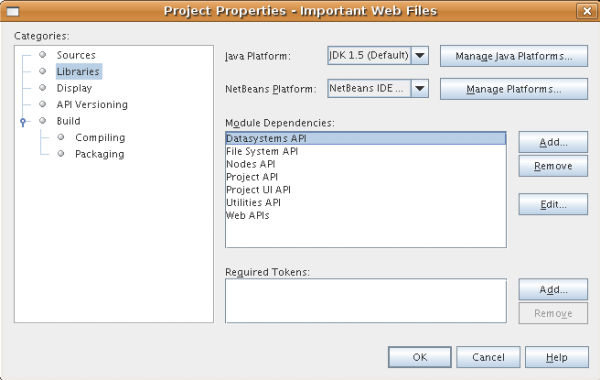 Project Properties - Important Web Files
Categories:
Sources
Libraries
Display
API Versioning
Build
Compiling
Packaging
Java Platform:
JDK 1.5 (Default)
Manage Java Platforms...
NetBeans Platform:
NetBeans IDE ...
Manage Platforms...
Module Dependencies:
Datasystems API
File System API
Nodes API
Project API
Project UI API
Utilities API
Web APIs
Add...
Remove
Edit...
Required Tokens:
Add...
Remove
OK
Cancel
Help